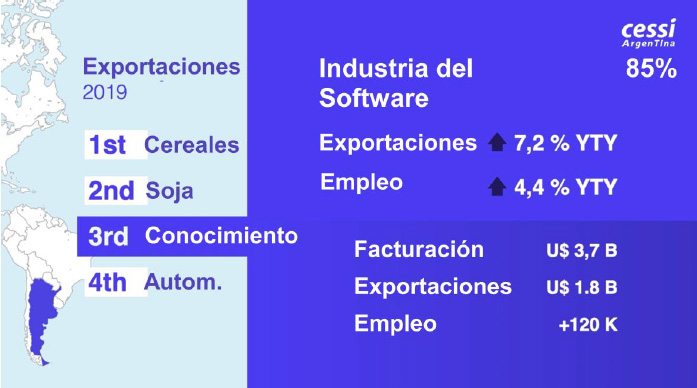 Exportaciones
2019
1st Cereales
2nd Soja
3rd Conocimiento
4th Autom.
cessi
ArgenTIna
Industria del
Software
85%
Exportaciones 7,2 % YTY
Empleo 4,4 % YTY
Facturación U$ 3,7 B
Exportaciones U$ 1.8 B
Empleo +120 K